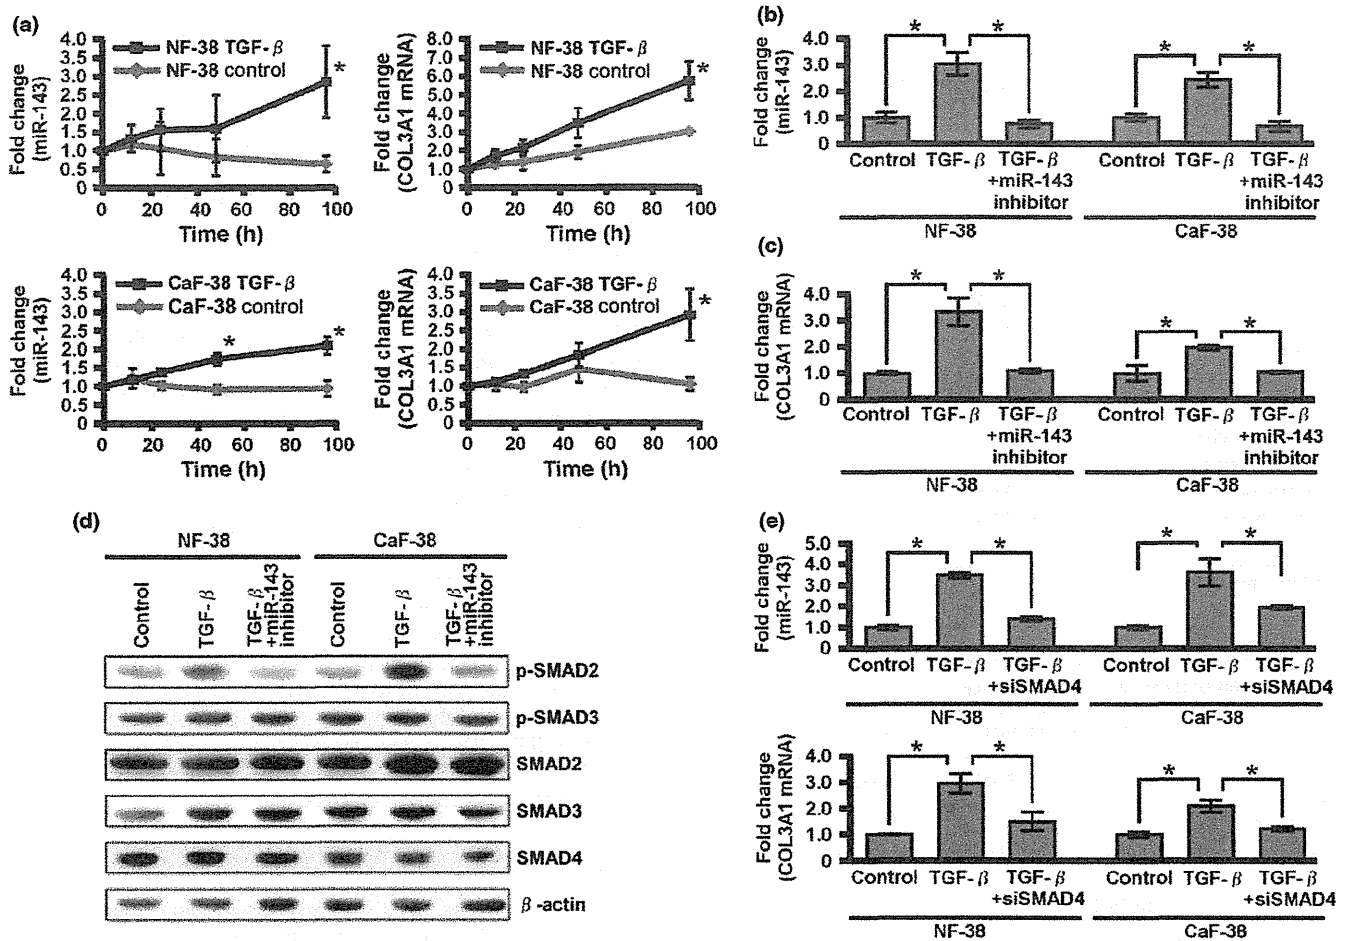 (a)
Fold change
(miR-143)
4.0
3.5
3.0
2.5
2.0
1.5
1.0
0.5
0
NF-38 TGF-β
NF-38 control
*
0 20 40 60 80 100
Time (h)
Fold change
(COL3A1 mRNA)
8.0
7.0
6.0
5.0
4.0
3.0
2.0
1.0
0
NF-38 TGF-β
NF-38 control
*
0 20 40 60 80 100
Time (h)
Fold change
(miR-143)
4.0
3.5
3.0
2.5
2.0
1.5
1.0
0.5
0
CaF-38 TGF-β
CaF-38 control
* *
0 20 40 60 80 100
Time (h)
Fold change
(COL3A1 mRNA)
4.0
3.5
3.0
2.5
2.0
1.5
1.0
0.5
0
CaF-38 TGF-β
CaF-38 control
*
0 20 40 60 80 100
Time (h)
(b)
Fold change
(miR-143)
4.0
3.0
2.0
1.0
0
* * * *
Control TGF-β TGF-β Control TGF-β TGF-β
+miR-143 +miR-143
inhibitor inhibitor
NF-38 CaF-38
(c)
Fold change
(COL3A1 mRNA)
4.0
3.0
2.0
1.0
0
* * * *
Control TGF-β TGF-β Control TGF-β TGF-β
+miR-143 +miR-143
inhibitor inhibitor
NF-38 CaF-38
(d)
NF-38 CaF-38
Control
TGF-β
TGF-β
+miR-143
inhibitor
Control
TGF-β
TGF-β
+miR-143
inhibitor
p-SMAD2
p-SMAD3
SMAD2
SMAD3
SMAD4
β-actin
(e)
Fold change
(miR-143)
5.0
4.0
3.0
2.0
1.0
0
* * * *
Control TGF-β TGF-β Control TGF-β TGF-β
+siSMAD4 +siSMAD4
NF-38 CaF-38
Fold change
(COL3A1 mRNA)
4.0
3.0
2.0
1.0
0
* * * *
Control TGF-β TGF-β Control TGF-β TGF-β
+siSMAD4 +siSMAD4
NF-38 CaF-38